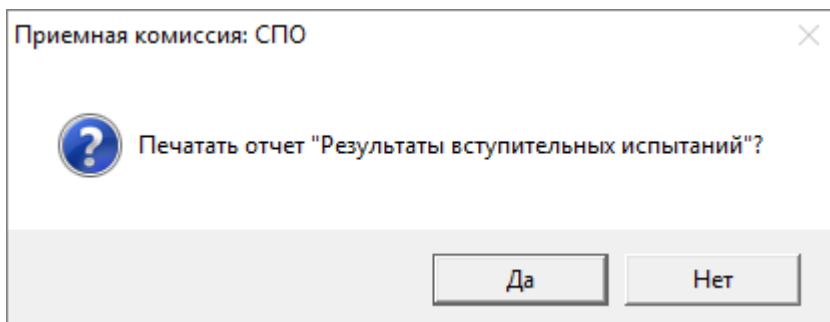 Приемная комиссия: СПО
Печатать отчет "Результаты вступительных испытаний"?
Да
Нет